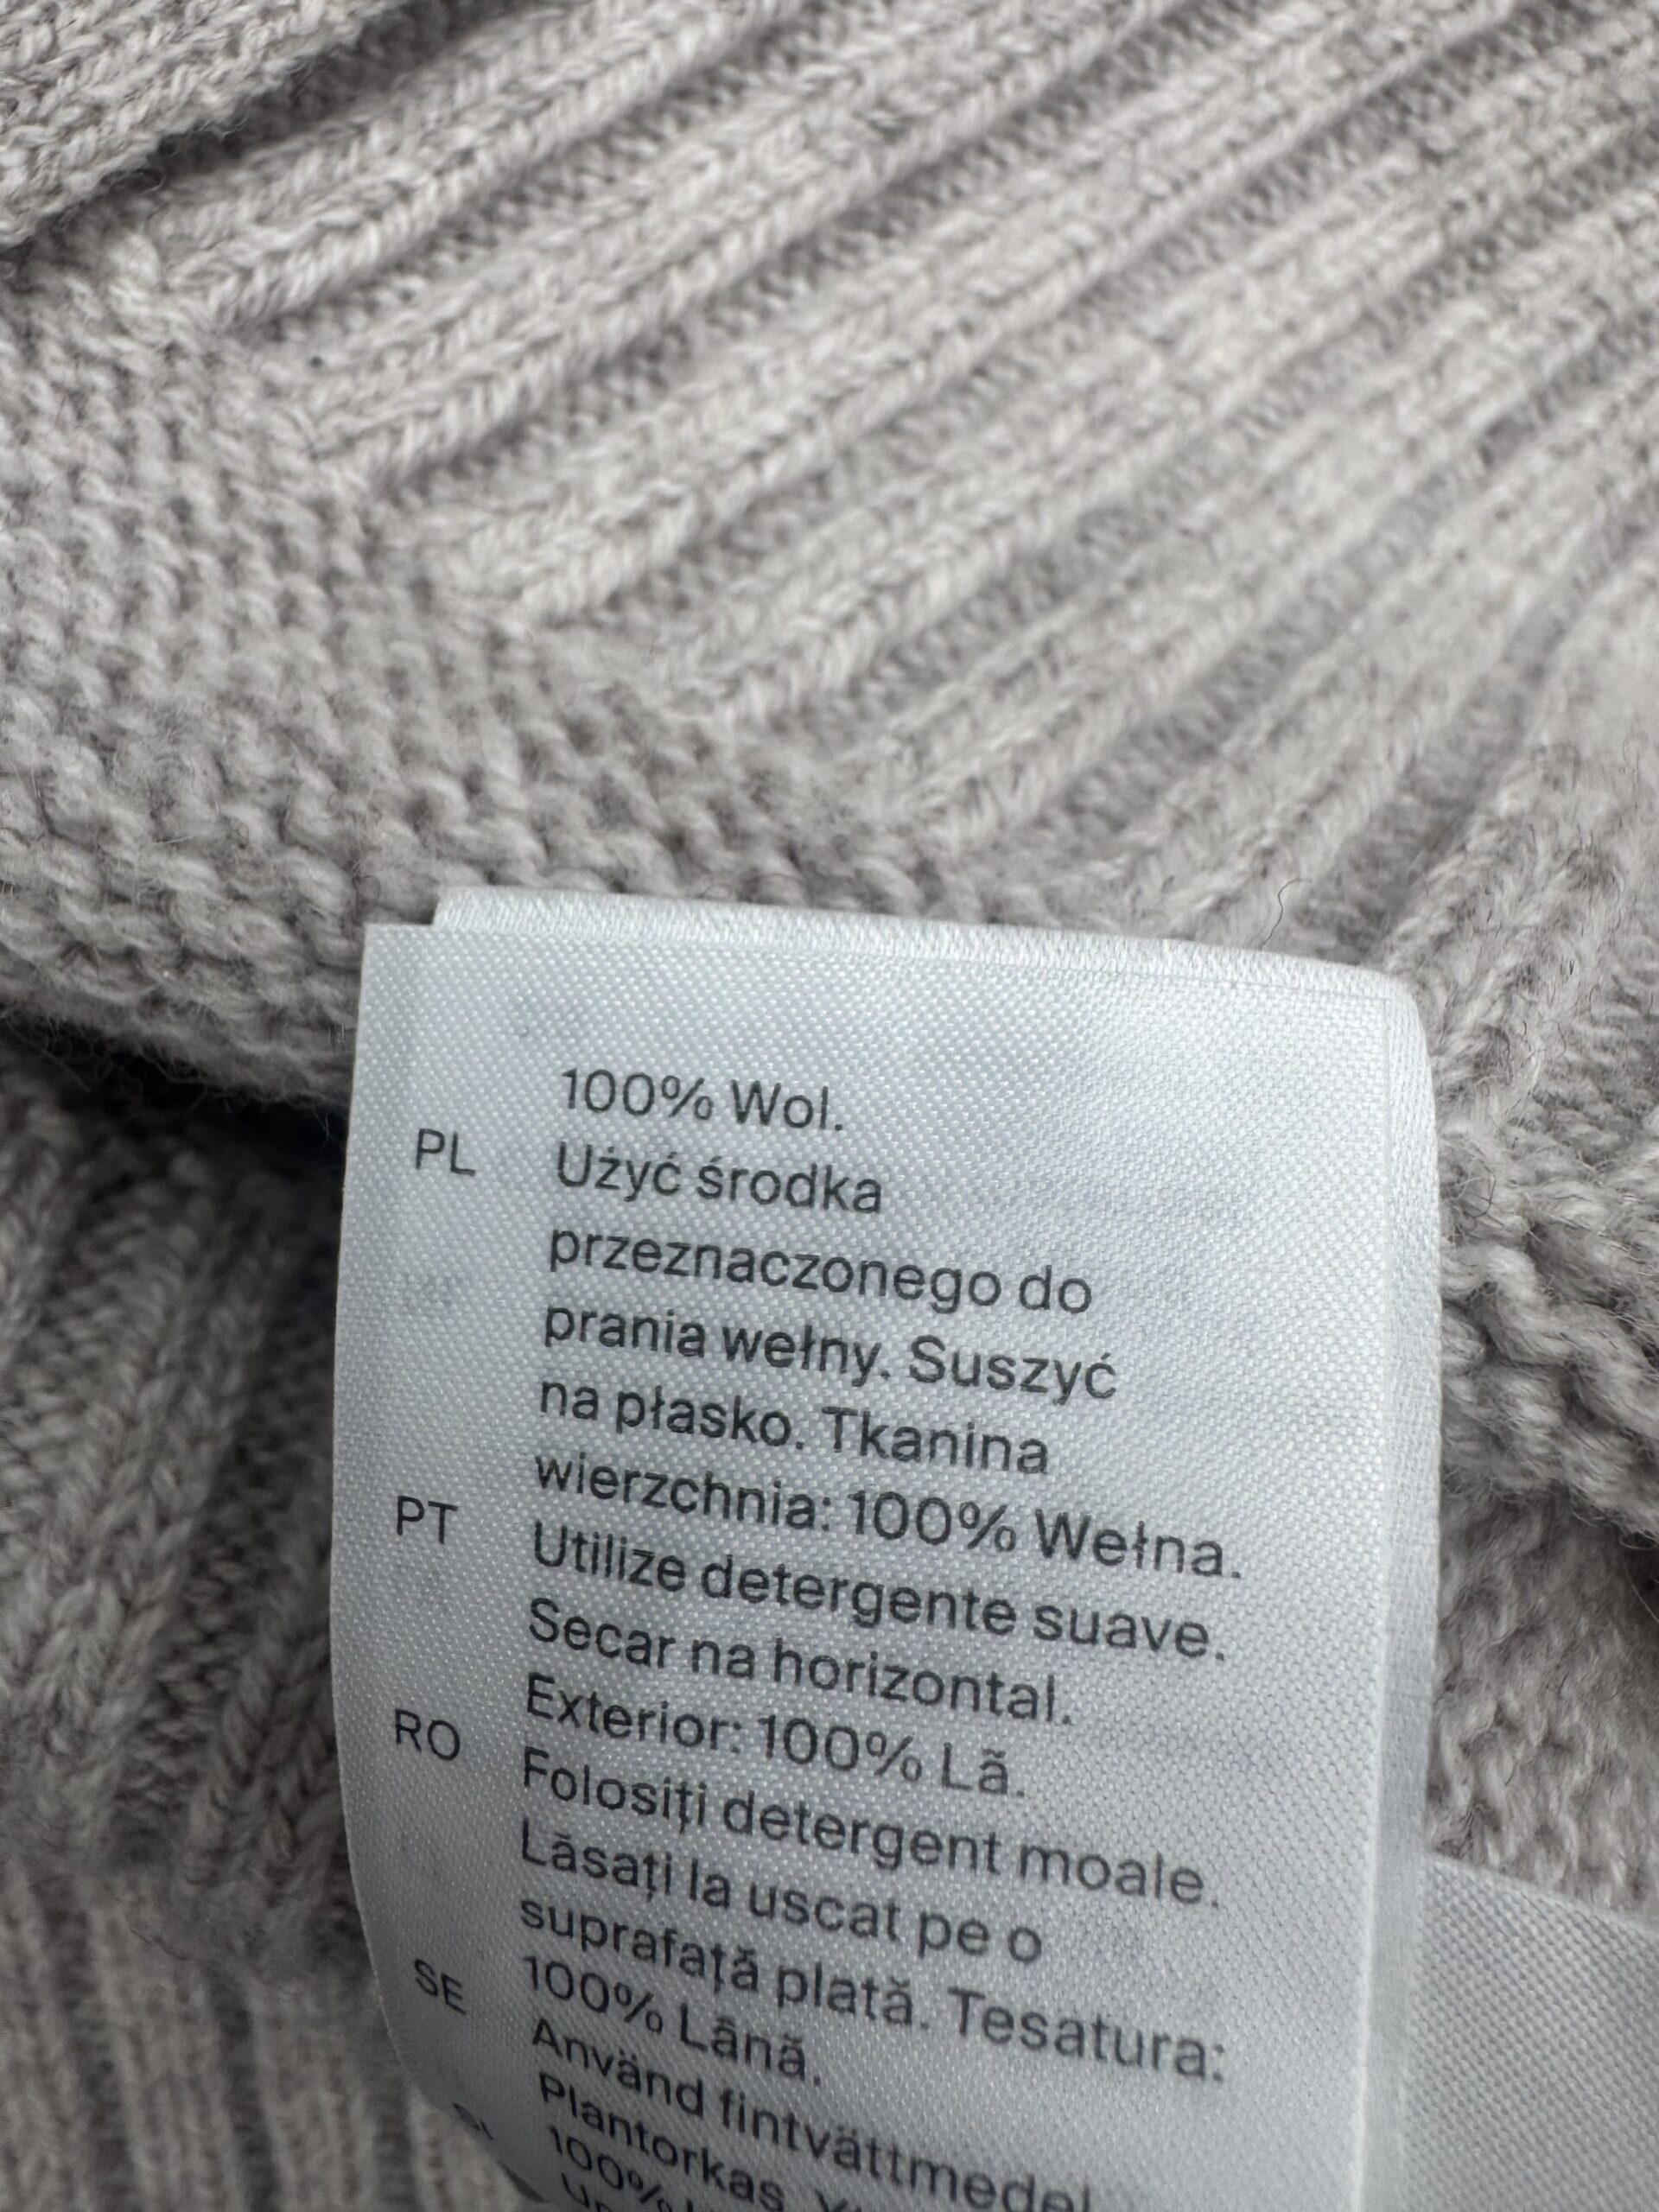 100% Wol.
PL Użyć środka
przeznaczonego do
prania wełny. Suszyć
na płasko. Tkanina
wierzchnia: 100% Wełna.
PT Utilize detergente suave.
Secar na horizontal.
Exterior: 100% Lã.
RO Folosiți detergent moale.
Lăsați la uscat pe o
suprafață plată. Tesatura:
100% Lână.
SE Använd fintvättmedel
Plantorkas.
100%